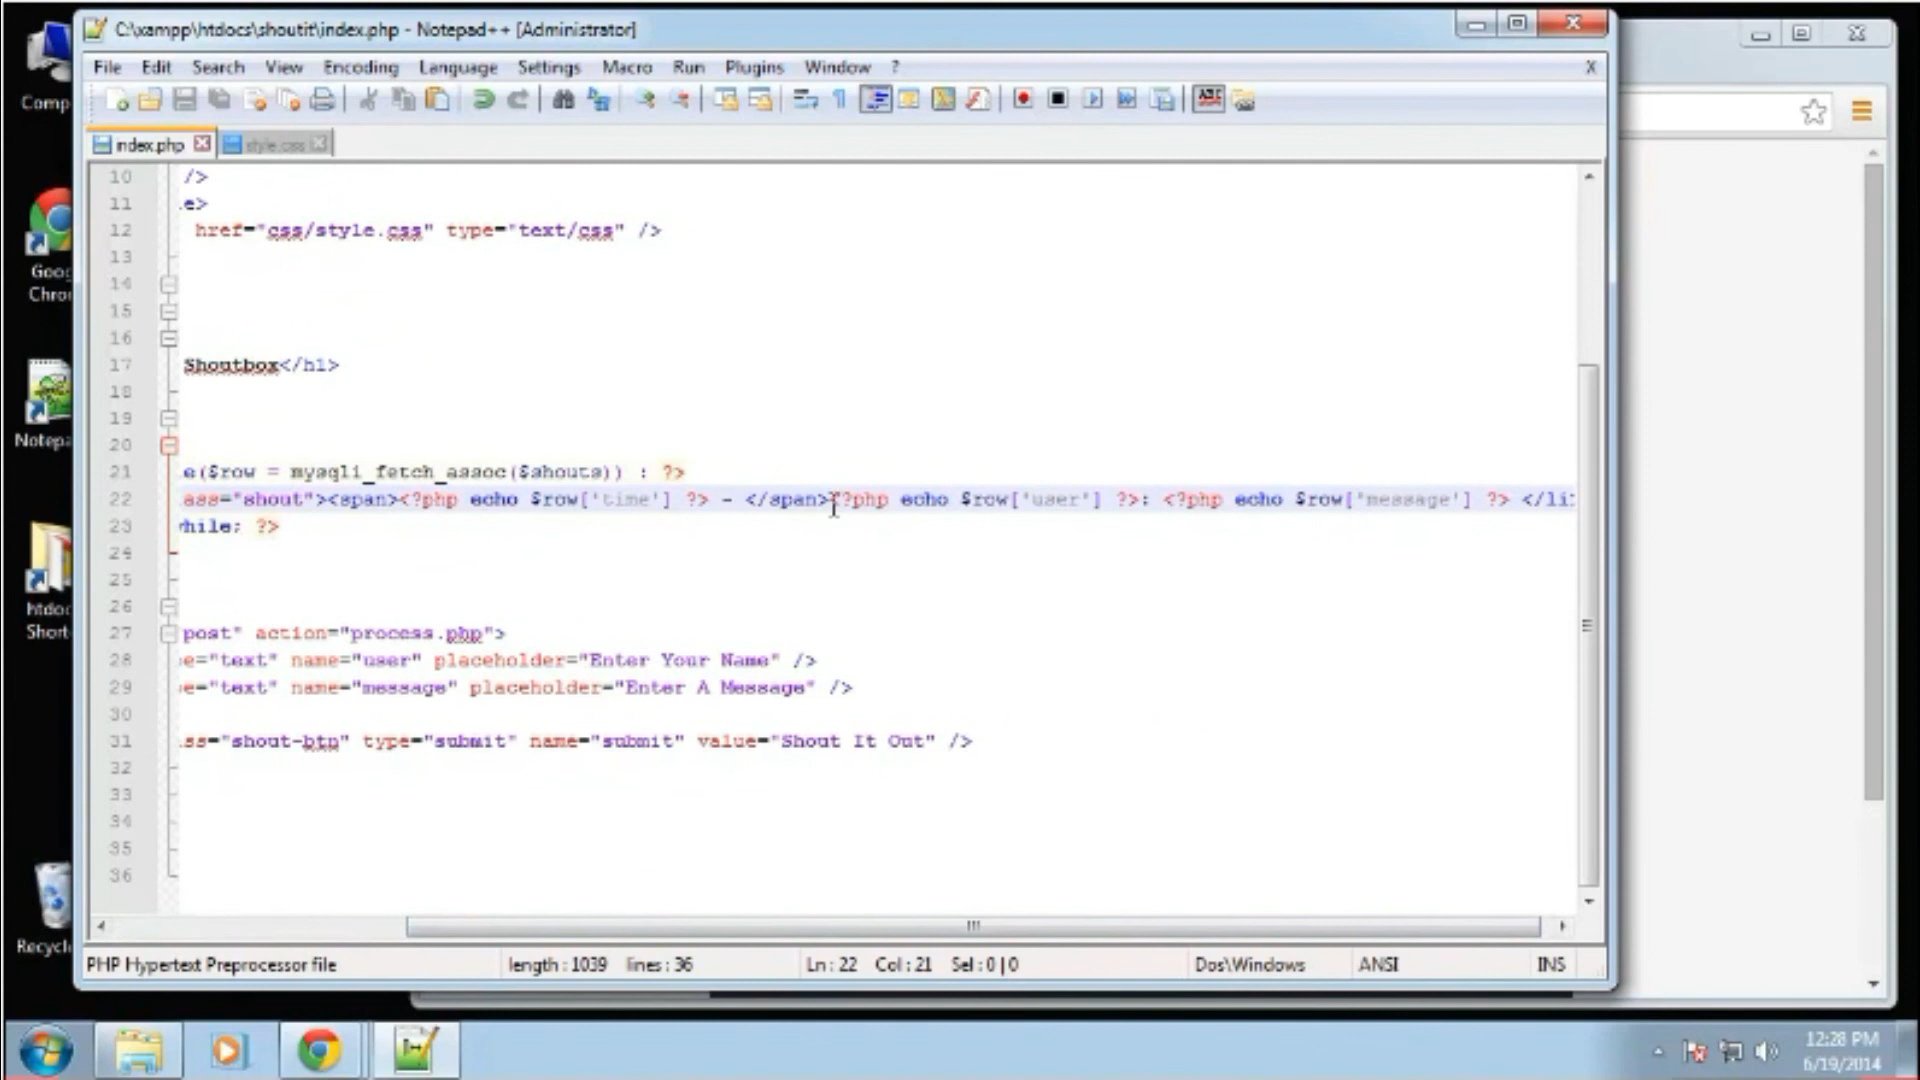 C:\xampp\htdocs\shoutit\index.php - Notepad++ [Administrator]
File Edit Search View Encoding Language Settings Macro Run Plugins Window ? X
index.php style.css
10 />
11 e>
12 href="css/style.css" type="text/css" />
13
14
15
16
17 Shoutbox</h1>
18
19
20
21 e($row = mysqli_fetch_assoc($shouts)) : ?>
22 ass="shout"><span><?php echo $row['time'] ?> - </span><?php echo $row['user'] ?>: <?php echo $row['message'] ?> </li
23 while; ?>
24
25
26
27 post" action="process.php">
28 e="text" name="user" placeholder="Enter Your Name" />
29 e="text" name="message" placeholder="Enter A Message" />
30
31 ss="shout-btn" type="submit" name="submit" value="Shout It Out" />
32
33
34
35
36
PHP Hypertext Preprocessor file length : 1039 lines : 36 Ln : 22 Col : 21 Sel : 0 | 0 Dos\Windows ANSI INS
Comp
Goo
Chro
Notepa
htdoc
Short
Recycl
12:28 PM
6/19/2014